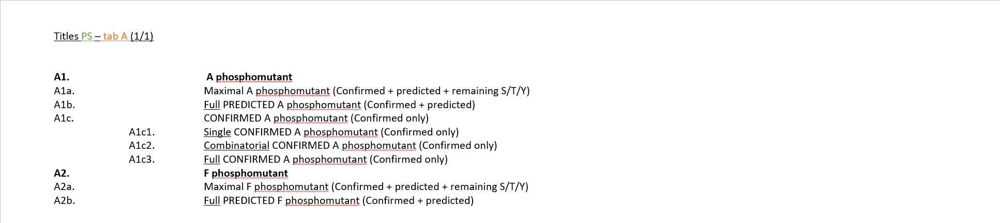 Titles PS – tab A (1/1)
A1. A phosphomutant
A1a. Maximal A phosphomutant (Confirmed + predicted + remaining S/T/Y)
A1b. Full PREDICTED A phosphomutant (Confirmed + predicted)
A1c. CONFIRMED A phosphomutant (Confirmed only)
A1c1. Single CONFIRMED A phosphomutant (Confirmed only)
A1c2. Combinatorial CONFIRMED A phosphomutant (Confirmed only)
A1c3. Full CONFIRMED A phosphomutant (Confirmed only)
A2. F phosphomutant
A2a. Maximal F phosphomutant (Confirmed + predicted + remaining S/T/Y)
A2b. Full PREDICTED F phosphomutant (Confirmed + predicted)